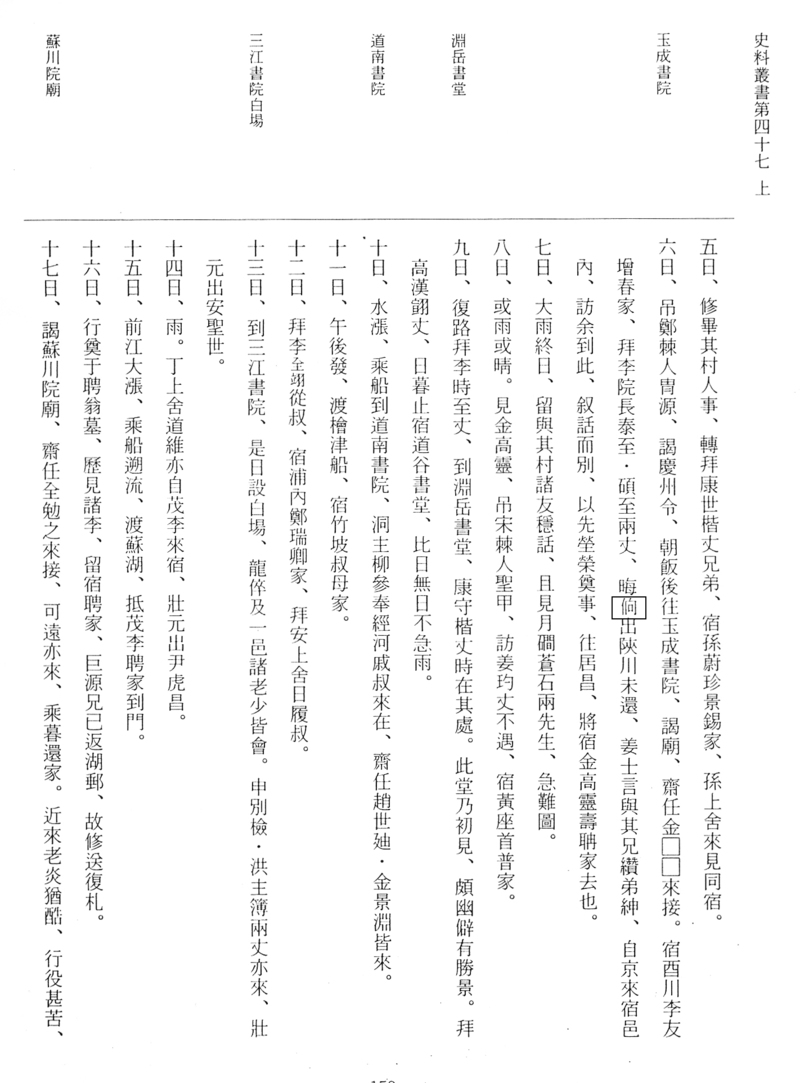 史料叢書第四十七 上
玉成書院
淵岳書堂
道南書院
三江書院白場
蘇川院廟
五日、修畢其村人事、轉拜康世楷丈兄弟、宿孫蔚珍景錫家、孫上舍來見同宿。
六日、吊鄭棘人冑源、謁慶州令、朝飯後往玉成書院、謁廟、齋任金□□來接。宿酉川李友
增春家、拜李院長泰至·碩至兩丈、晦㑋出陝川未還、姜士言與其兄纘弟紳、自京來宿邑
內、訪余到此、叙話而別、以先塋榮奠事、往居昌、將宿金高靈壽聃家去也。
七日、大雨終日、留與其村諸友穩話、且見月磵蒼石兩先生、急難圖。
八日、或雨或晴。見金高靈、吊宋棘人聖甲、訪姜玓丈不遇、宿黃座首普家。
九日、復路拜李時至丈、到淵岳書堂、康守楷丈時在其處。此堂乃初見、頗幽僻有勝景。拜
高漢翧丈、日暮止宿道谷書堂、比日無日不急雨。
十日、水漲、乘船到道南書院、洞主柳參奉經河戚叔來在、齋任趙世廸·金景淵皆來。
十一日、午後發、渡檜津船、宿竹坡叔母家。
十二日、拜李全翊從叔、宿浦內鄭瑞卿家、拜安上舍日履叔。
十三日、到三江書院、是日設白場、龍倅及一邑諸老少皆會。申別檢·洪主簿兩丈亦來、壯
元出安聖世。
十四日、雨。丁上舍道維亦自茂李來宿、壯元出尹虎昌。
十五日、前江大漲、乘船遡流、渡蘇湖、抵茂李聘家到門。
十六日、行奠于聘翁墓、歷見諸李、留宿聘家、巨源兄已返湖郵、故修送復札。
十七日、謁蘇川院廟、齋任全勉之來接、可遠亦來、乘暮還家。近來老炎猶酷、行役甚苦、